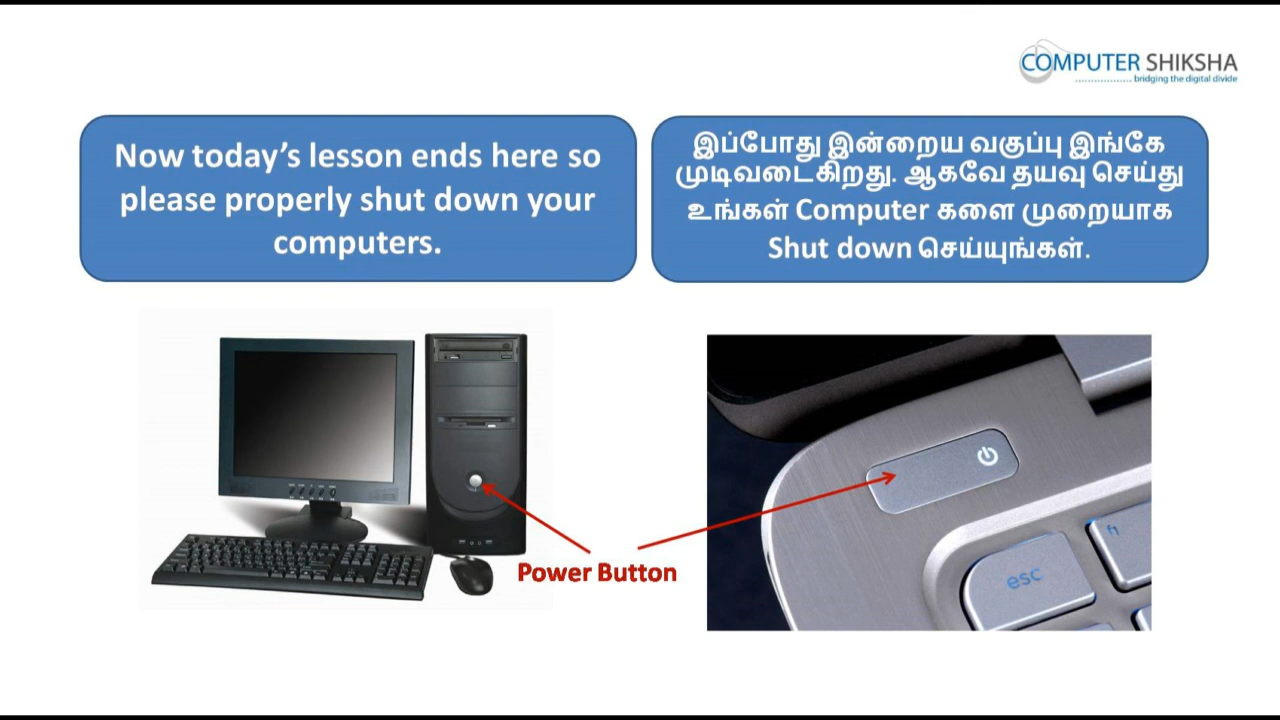 COMPUTER SHIKSHA
bridging the digital divide
Now today’s lesson ends here so
please properly shut down your
computers.
இப்போது இன்றைய வகுப்பு இங்கே
முடிவடைகிறது. ஆகவே தயவு செய்து
உங்கள் Computer களை முறையாக
Shut down செய்யுங்கள்.
Power Button
esc
f1